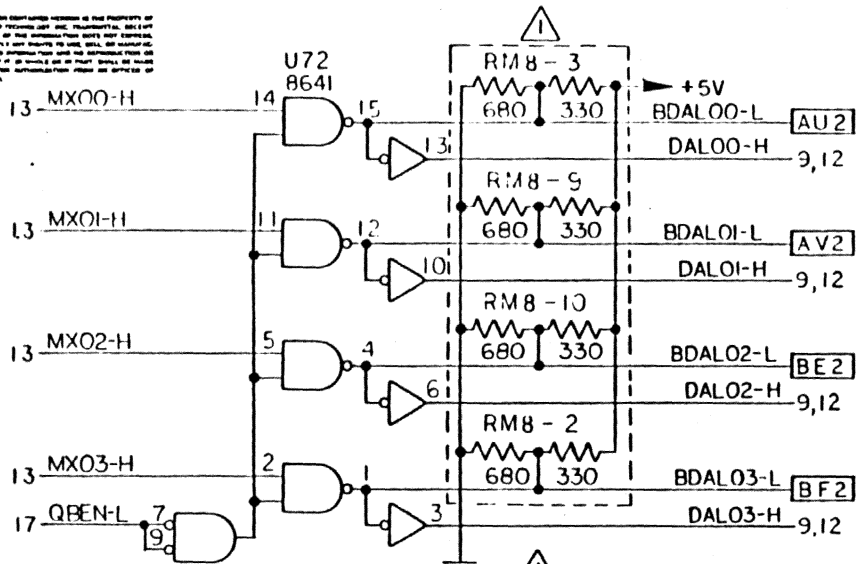 1
U72
8641
RM8-3
680 330
+5V
13 MX00-H 14 15 BDAL00-L AU2
13 DAL00-H 9,12
RM8-9
680 330
13 MX01-H 11 12 BDAL01-L AV2
10 DAL01-H 9,12
RM8-10
680 330
13 MX02-H 5 4 BDAL02-L BE2
6 DAL02-H 9,12
RM8-2
680 330
13 MX03-H 2 1 BDAL03-L BF2
17 QBEN-L 7 9 3 DAL03-H 9,12